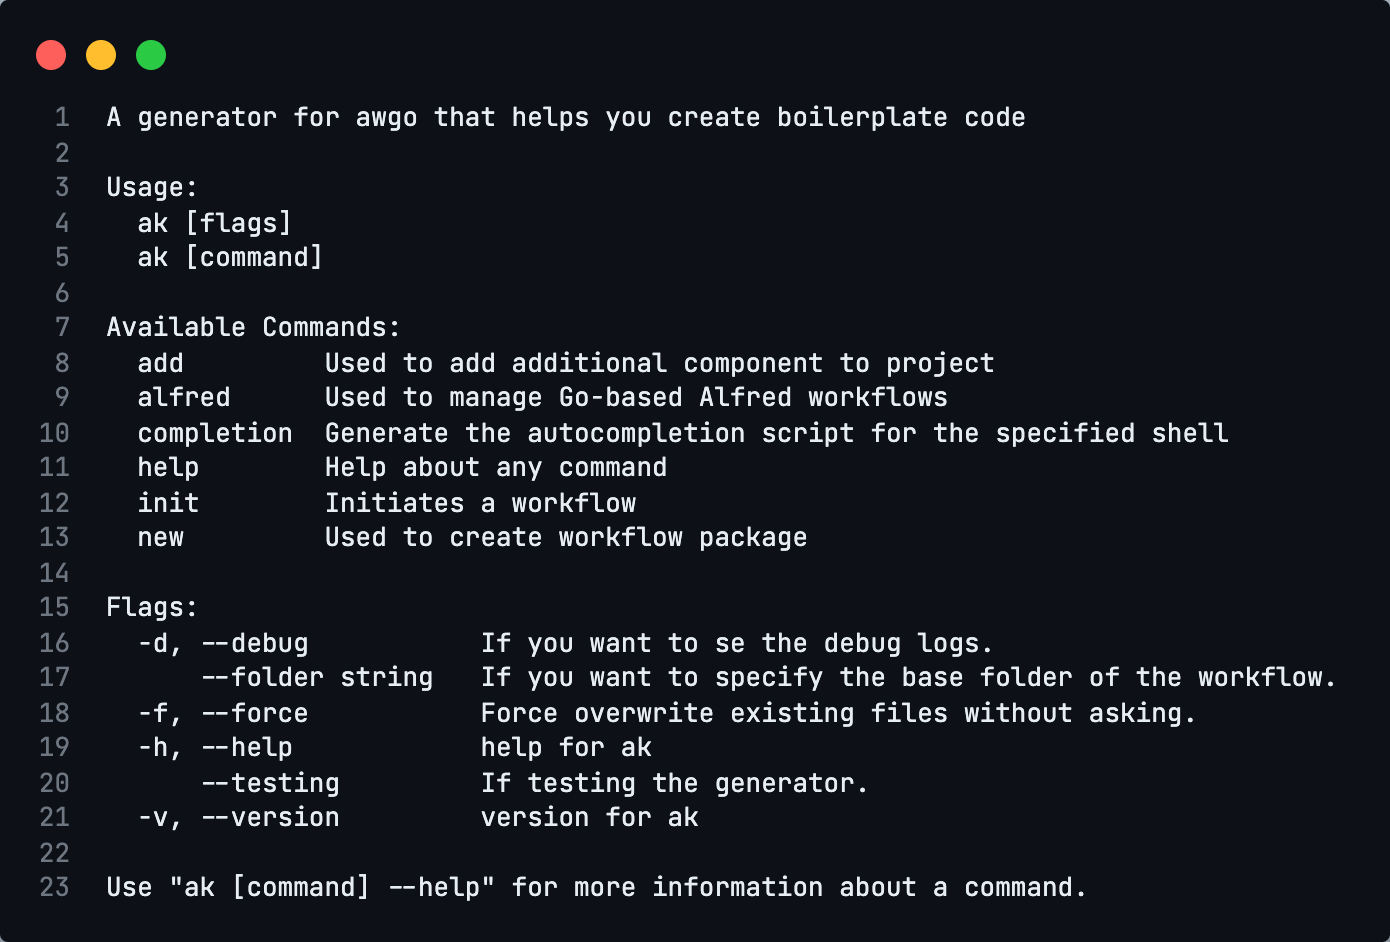 1 A generator for awgo that helps you create boilerplate code
2
3 Usage:
4   ak [flags]
5   ak [command]
6
7 Available Commands:
8   add         Used to add additional component to project
9   alfred      Used to manage Go-based Alfred workflows
10   completion  Generate the autocompletion script for the specified shell
11   help        Help about any command
12   init        Initiates a workflow
13   new         Used to create workflow package
14
15 Flags:
16   -d, --debug           If you want to se the debug logs.
17       --folder string   If you want to specify the base folder of the workflow.
18   -f, --force           Force overwrite existing files without asking.
19   -h, --help            help for ak
20       --testing         If testing the generator.
21   -v, --version         version for ak
22
23 Use "ak [command] --help" for more information about a command.